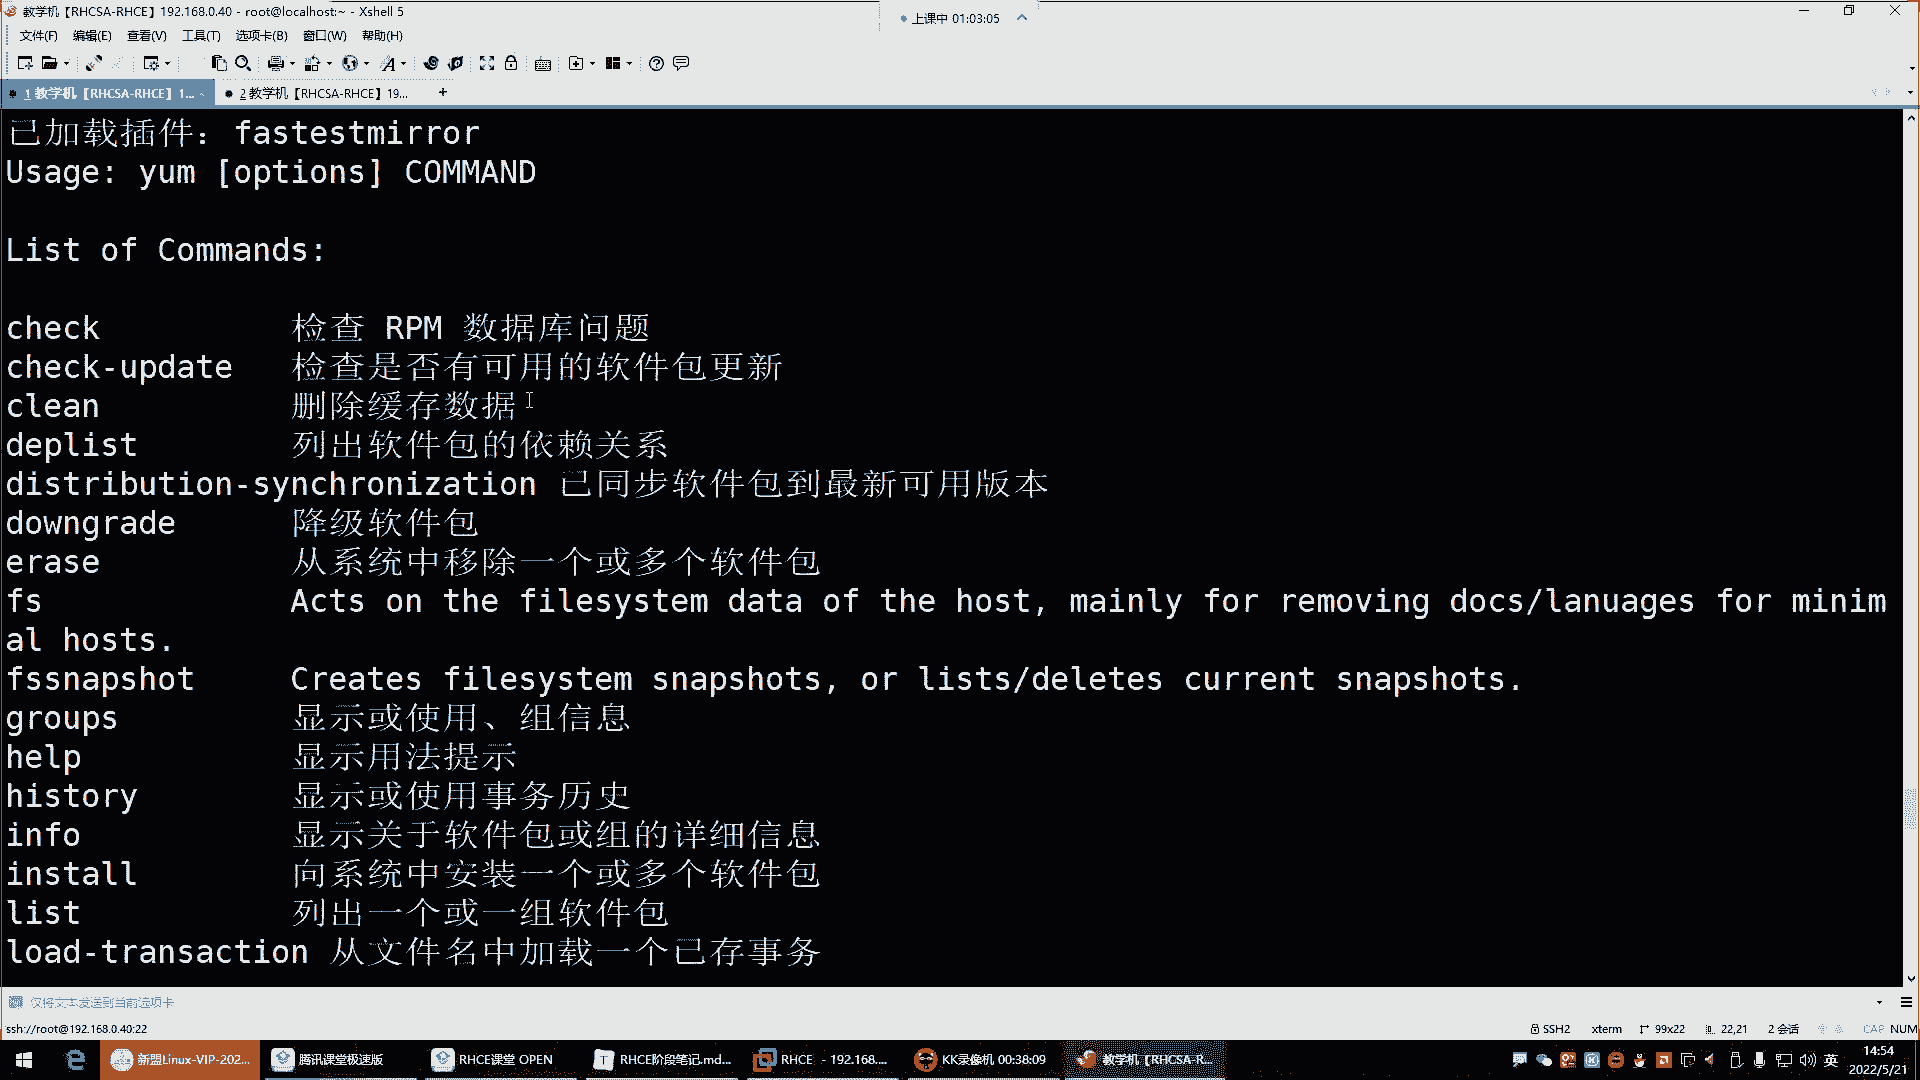 教学机【RHCSA-RHCE】192.168.0.40 - root@localhost:~ - Xshell 5
上课中 01:03:05
文件(F) 编辑(E) 查看(V) 工具(T) 选项卡(B) 窗口(W) 帮助(H)
1 教学机【RHCSA-RHCE】1... 2 教学机【RHCSA-RHCE】19...
已加载插件：fastestmirror
Usage: yum [options] COMMAND
List of Commands:
check 检查 RPM 数据库问题
check-update 检查是否有可用的软件包更新
clean 删除缓存数据
deplist 列出软件包的依赖关系
distribution-synchronization 已同步软件包到最新可用版本
downgrade 降级软件包
erase 从系统中移除一个或多个软件包
fs Acts on the filesystem data of the host, mainly for removing docs/lanuages for minim
al hosts.
fssnapshot Creates filesystem snapshots, or lists/deletes current snapshots.
groups 显示或使用、组信息
help 显示用法提示
history 显示或使用事务历史
info 显示关于软件包或组的详细信息
install 向系统中安装一个或多个软件包
list 列出一个或一组软件包
load-transaction 从文件名中加载一个已存事务
仅将文本发送到当前选项卡
ssh://root@192.168.0.40:22 SSH2 xterm 99x22 22,21 2 会话 CAP NUM
新盟Linux-VIP-202... 腾讯课堂极速版 RHCE课堂 OPEN RHCE阶段笔记.md... RHCE - 192.168.... KK录像机 00:38:09 教学机【RHCSA-R... 英 14:54
2022/5/21